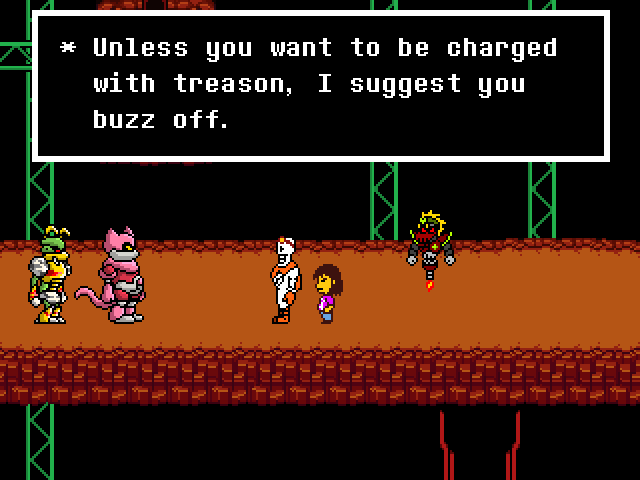 * Unless you want to be charged
with treason, I suggest you
buzz off.